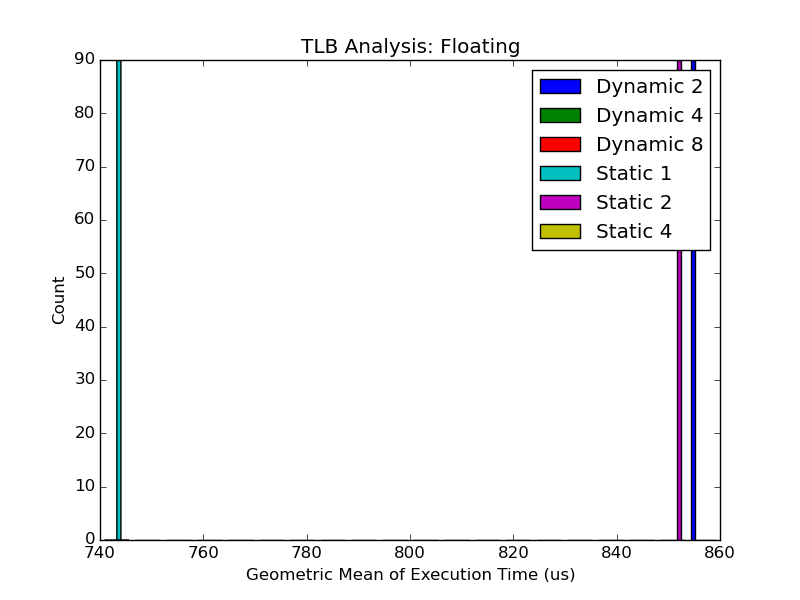 TLB Analysis: Floating
90
80
70
60
50
40
30
20
10
0
Count
Dynamic 2
Dynamic 4
Dynamic 8
Static 1
Static 2
Static 4
740 760 780 800 820 840 860
Geometric Mean of Execution Time (us)